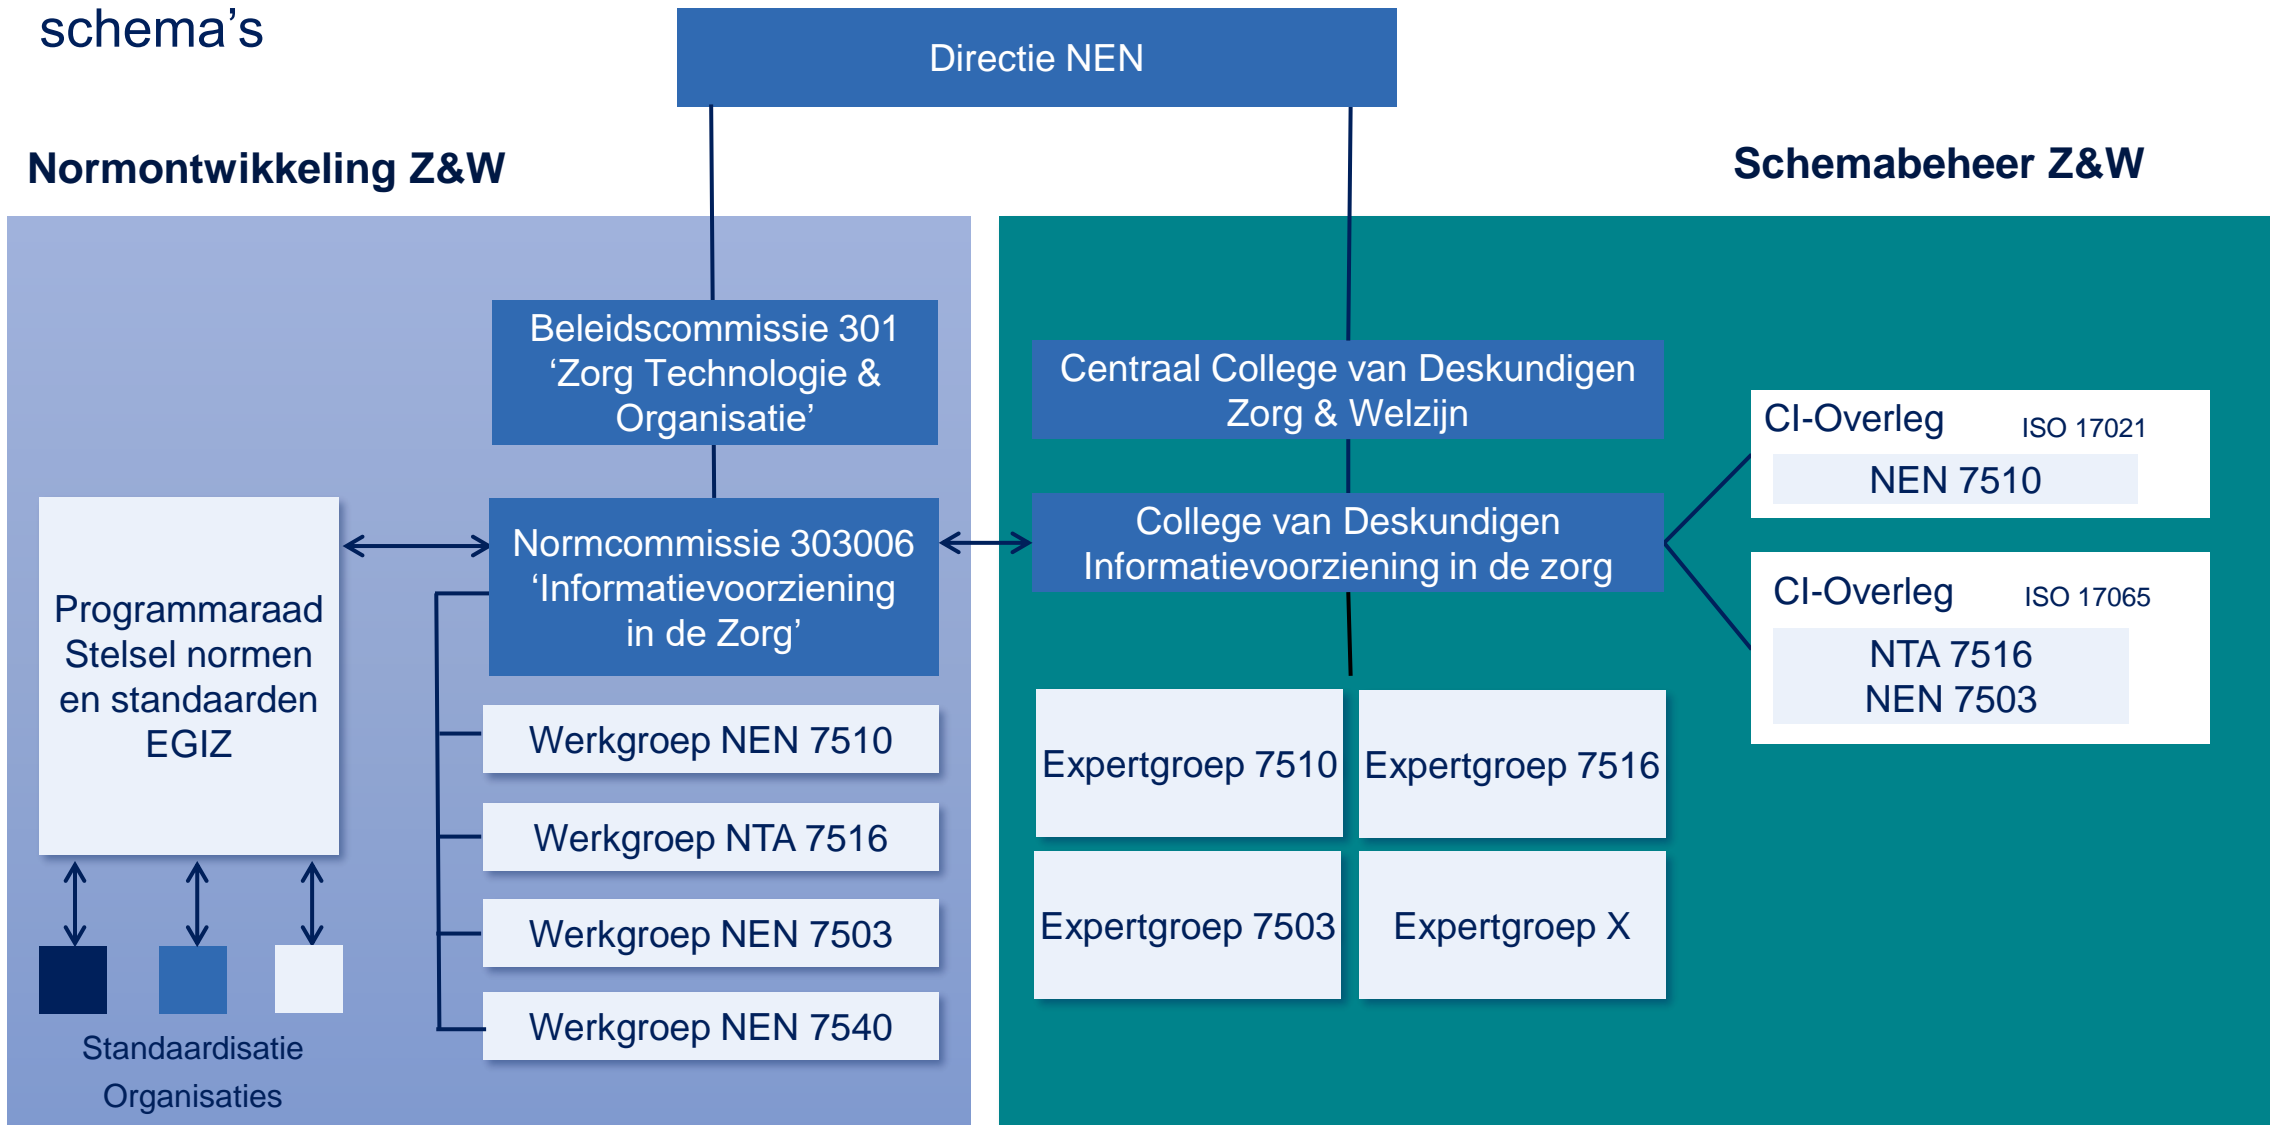 schema’s
Directie NEN
Normontwikkeling Z&W
Beleidscommissie 301
‘Zorg Technologie &
Organisatie’
Normcommissie 303006
‘Informatievoorziening
in de Zorg’
Programmaraad
Stelsel normen
en standaarden
EGIZ
Werkgroep NEN 7510
Werkgroep NTA 7516
Werkgroep NEN 7503
Werkgroep NEN 7540
Standaardisatie
Organisaties
Schemabeheer Z&W
Centraal College van Deskundigen
Zorg & Welzijn
College van Deskundigen
Informatievoorziening in de zorg
CI-Overleg ISO 17021
NEN 7510
CI-Overleg ISO 17065
NTA 7516
NEN 7503
Expertgroep 7510
Expertgroep 7516
Expertgroep 7503
Expertgroep X